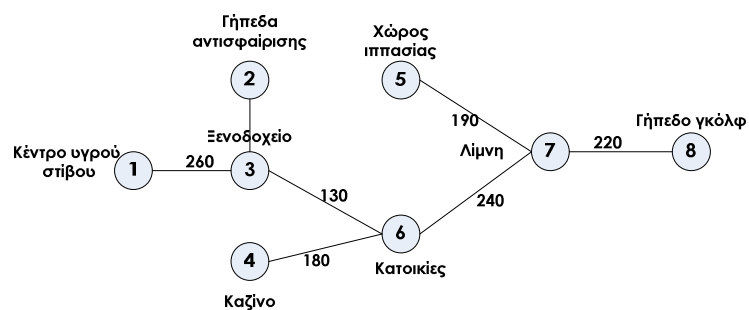 Γήπεδα
αντισφαίρισης
2
Χώρος
ιππασίας
5
190
Γήπεδο γκόλφ
Ξενοδοχείο
Κέντρο υγρού
στίβου
1
260
3
Λίμνη
7
220
8
130
240
4
180
6
Κατοικίες
Καζίνο